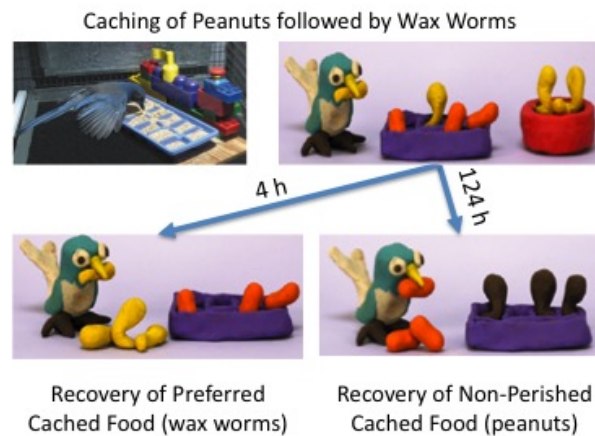 Caching of Peanuts followed by Wax Worms
4 h
124 h
Recovery of Preferred
Cached Food (wax worms)
Recovery of Non-Perished
Cached Food (peanuts)